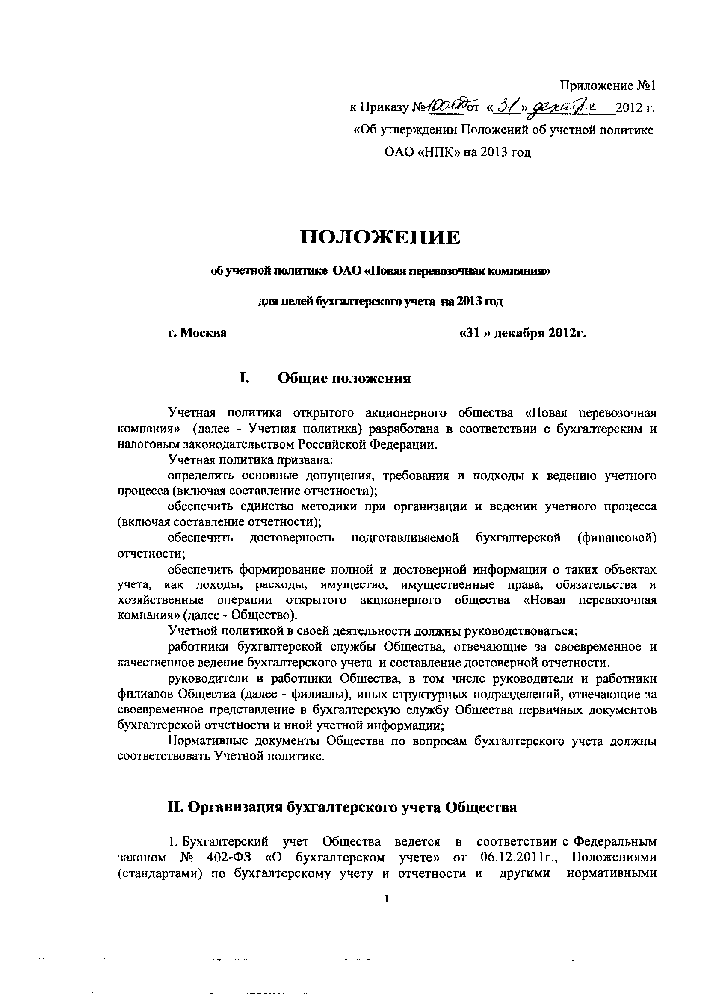 Приложение №1
к Приказу №100-ОД от «31» декабря 2012 г.
«Об утверждении Положений об учетной политике
ОАО «НПК» на 2013 год
ПОЛОЖЕНИЕ
об учетной политике ОАО «Новая перевозочная компания»
для целей бухгалтерского учета на 2013 год
г. Москва «31 » декабря 2012г.
I. Общие положения
Учетная политика открытого акционерного общества «Новая перевозочная
компания» (далее - Учетная политика) разработана в соответствии с бухгалтерским и
налоговым законодательством Российской Федерации.
Учетная политика призвана:
определить основные допущения, требования и подходы к ведению учетного
процесса (включая составление отчетности);
обеспечить единство методики при организации и ведении учетного процесса
(включая составление отчетности);
обеспечить достоверность подготавливаемой бухгалтерской (финансовой)
отчетности;
обеспечить формирование полной и достоверной информации о таких объектах
учета, как доходы, расходы, имущество, имущественные права, обязательства и
хозяйственные операции открытого акционерного общества «Новая перевозочная
компания» (далее - Общество).
Учетной политикой в своей деятельности должны руководствоваться:
работники бухгалтерской службы Общества, отвечающие за своевременное и
качественное ведение бухгалтерского учета и составление достоверной отчетности.
руководители и работники Общества, в том числе руководители и работники
филиалов Общества (далее - филиалы), иных структурных подразделений, отвечающие за
своевременное представление в бухгалтерскую службу Общества первичных документов
бухгалтерской отчетности и иной учетной информации;
Нормативные документы Общества по вопросам бухгалтерского учета должны
соответствовать Учетной политике.
II. Организация бухгалтерского учета Общества
1. Бухгалтерский учет Общества ведется в соответствии с Федеральным
законом № 402-ФЗ «О бухгалтерском учете» от 06.12.2011г., Положениями
(стандартами) по бухгалтерскому учету и отчетности и другими нормативными
1